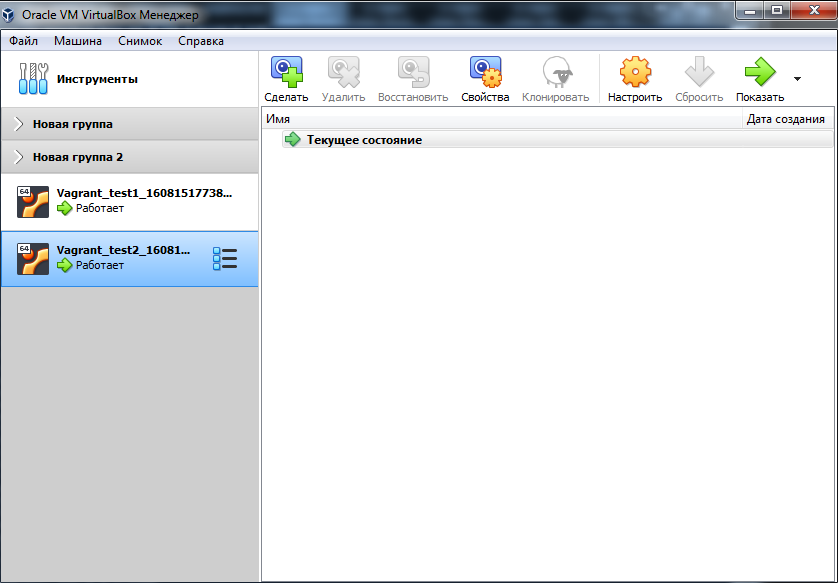 Oracle VM VirtualBox Менеджер
Файл Машина Снимок Справка
Инструменты
Новая группа
Новая группа 2
64
Vagrant_test1_16081517738...
Работает
64
Vagrant_test2_16081...
Работает
Сделать Удалить Восстановить Свойства Клонировать Настроить Сбросить Показать
Имя Дата создания
Текущее состояние